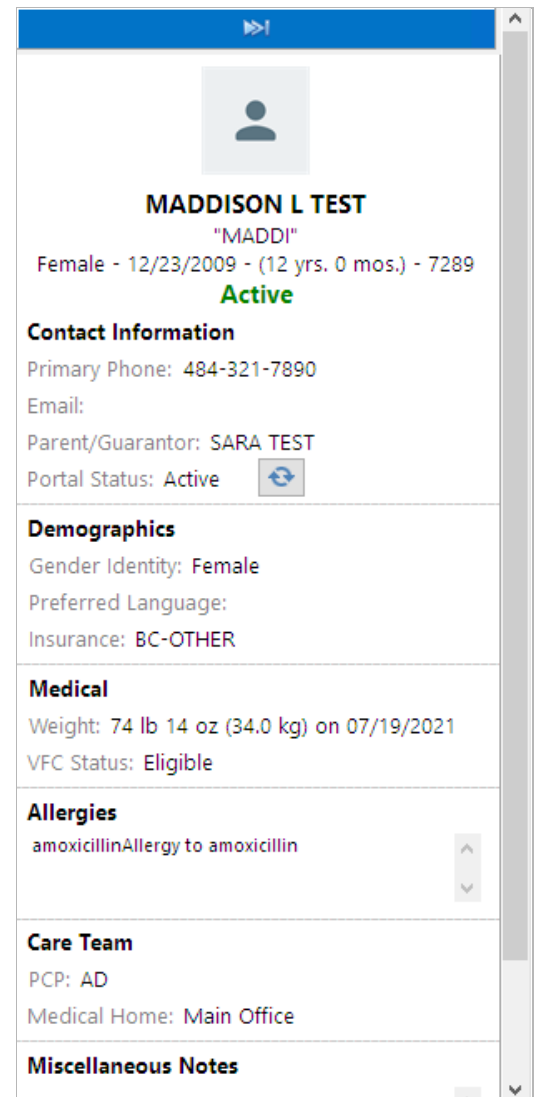 MADDISON L TEST
"MADDI"
Female - 12/23/2009 - (12 yrs. 0 mos.) - 7289
Active
Contact Information
Primary Phone: 484-321-7890
Email:
Parent/Guarantor: SARA TEST
Portal Status: Active
Demographics
Gender Identity: Female
Preferred Language:
Insurance: BC-OTHER
Medical
Weight: 74 lb 14 oz (34.0 kg) on 07/19/2021
VFC Status: Eligible
Allergies
amoxicillinAllergy to amoxicillin
Care Team
PCP: AD
Medical Home: Main Office
Miscellaneous Notes